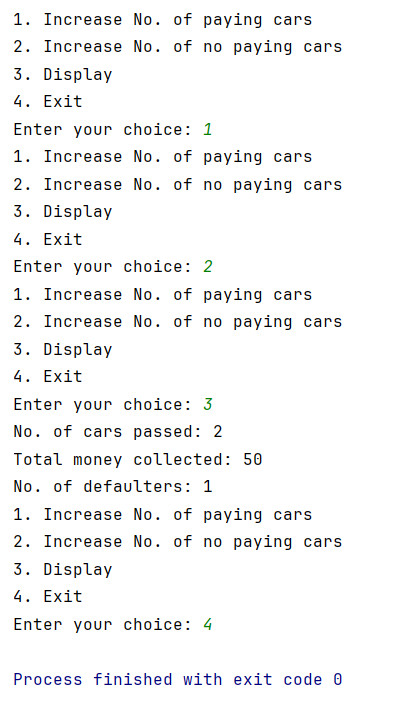 1. Increase No. of paying cars
2. Increase No. of no paying cars
3. Display
4. Exit
Enter your choice: 1
1. Increase No. of paying cars
2. Increase No. of no paying cars
3. Display
4. Exit
Enter your choice: 2
1. Increase No. of paying cars
2. Increase No. of no paying cars
3. Display
4. Exit
Enter your choice: 3
No. of cars passed: 2
Total money collected: 50
No. of defaulters: 1
1. Increase No. of paying cars
2. Increase No. of no paying cars
3. Display
4. Exit
Enter your choice: 4
Process finished with exit code 0